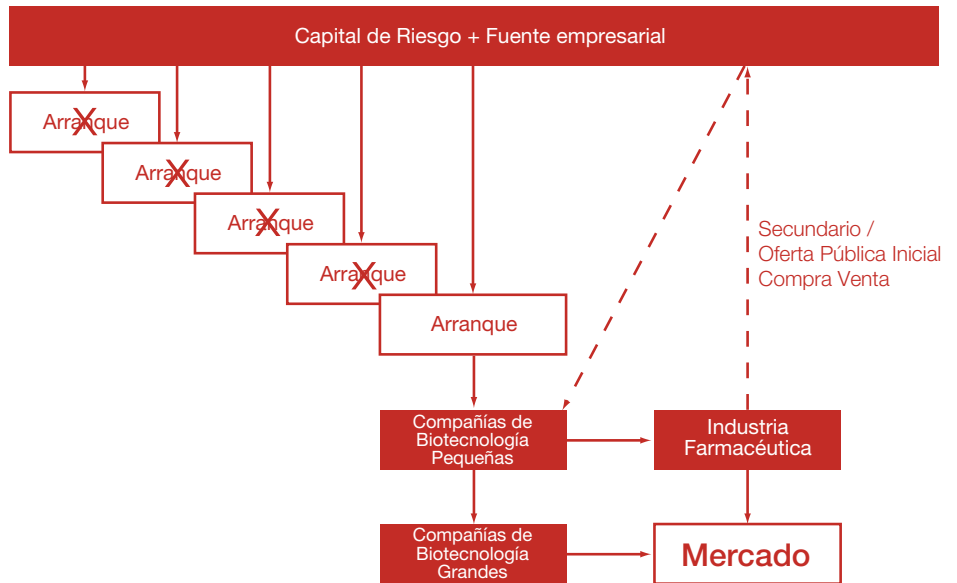 Capital de Riesgo + Fuente empresarial
Arranque
Arranque
Arranque
Arranque
Arranque
Secundario /
Oferta Pública Inicial
Compra Venta
Compañías de
Biotecnología
Pequeñas
Industria
Farmacéutica
Compañías de
Biotecnología
Grandes
Mercado